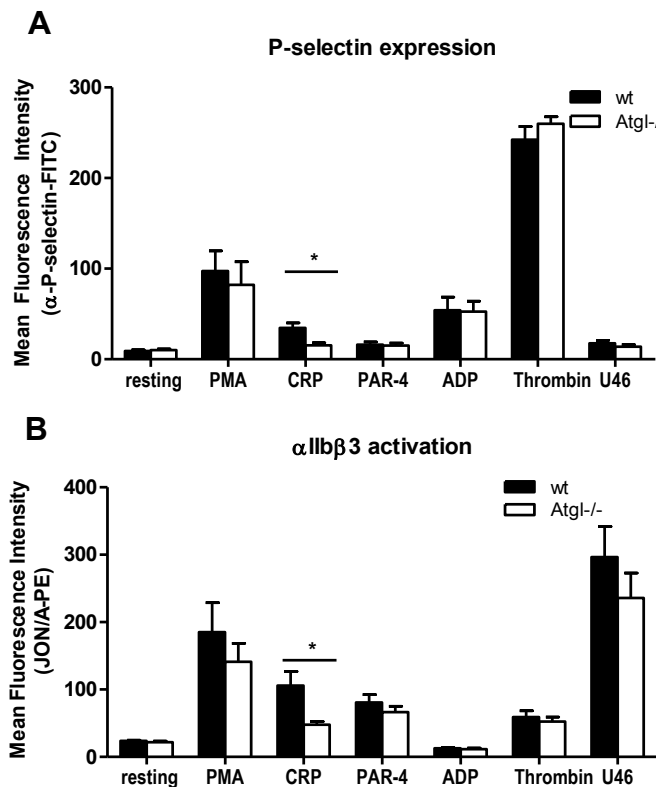 A
P-selectin expression
Mean Fluorescence Intensity
(α-P-selectin-FITC)
300
200
100
0
wt
Atgl-/
*
resting PMA CRP PAR-4 ADP Thrombin U46
B
αIIbβ3 activation
Mean Fluorescence Intensity
(JON/A-PE)
400
300
200
100
0
wt
Atgl-/-
*
resting PMA CRP PAR-4 ADP Thrombin U46